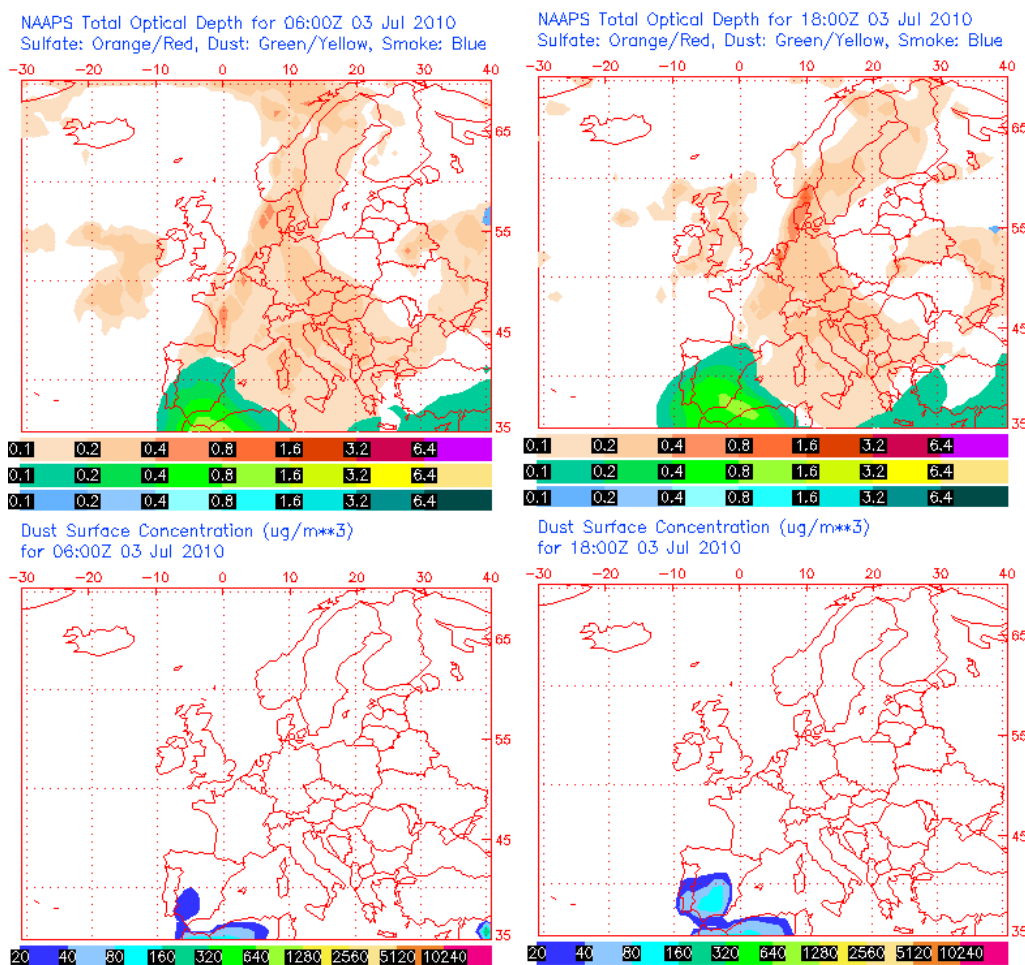 NAAPS Total Optical Depth for 06:00Z 03 Jul 2010
Sulfate: Orange/Red, Dust: Green/Yellow, Smoke: Blue
-30 -20 -10 0 10 20 30 40
65
55
45
35
0.1 0.2 0.4 0.8 1.6 3.2 6.4
0.1 0.2 0.4 0.8 1.6 3.2 6.4
0.1 0.2 0.4 0.8 1.6 3.2 6.4
NAAPS Total Optical Depth for 18:00Z 03 Jul 2010
Sulfate: Orange/Red, Dust: Green/Yellow, Smoke: Blue
-30 -20 -10 0 10 20 30 40
65
55
45
35
0.1 0.2 0.4 0.8 1.6 3.2 6.4
0.1 0.2 0.4 0.8 1.6 3.2 6.4
0.1 0.2 0.4 0.8 1.6 3.2 6.4
Dust Surface Concentration (ug/m**3)
for 06:00Z 03 Jul 2010
-30 -20 -10 0 10 20 30 40
65
55
45
35
20 40 80 160 320 640 1280 2560 5120 10240
Dust Surface Concentration (ug/m**3)
for 18:00Z 03 Jul 2010
-30 -20 -10 0 10 20 30 40
65
55
45
35
20 40 80 160 320 640 1280 2560 5120 10240